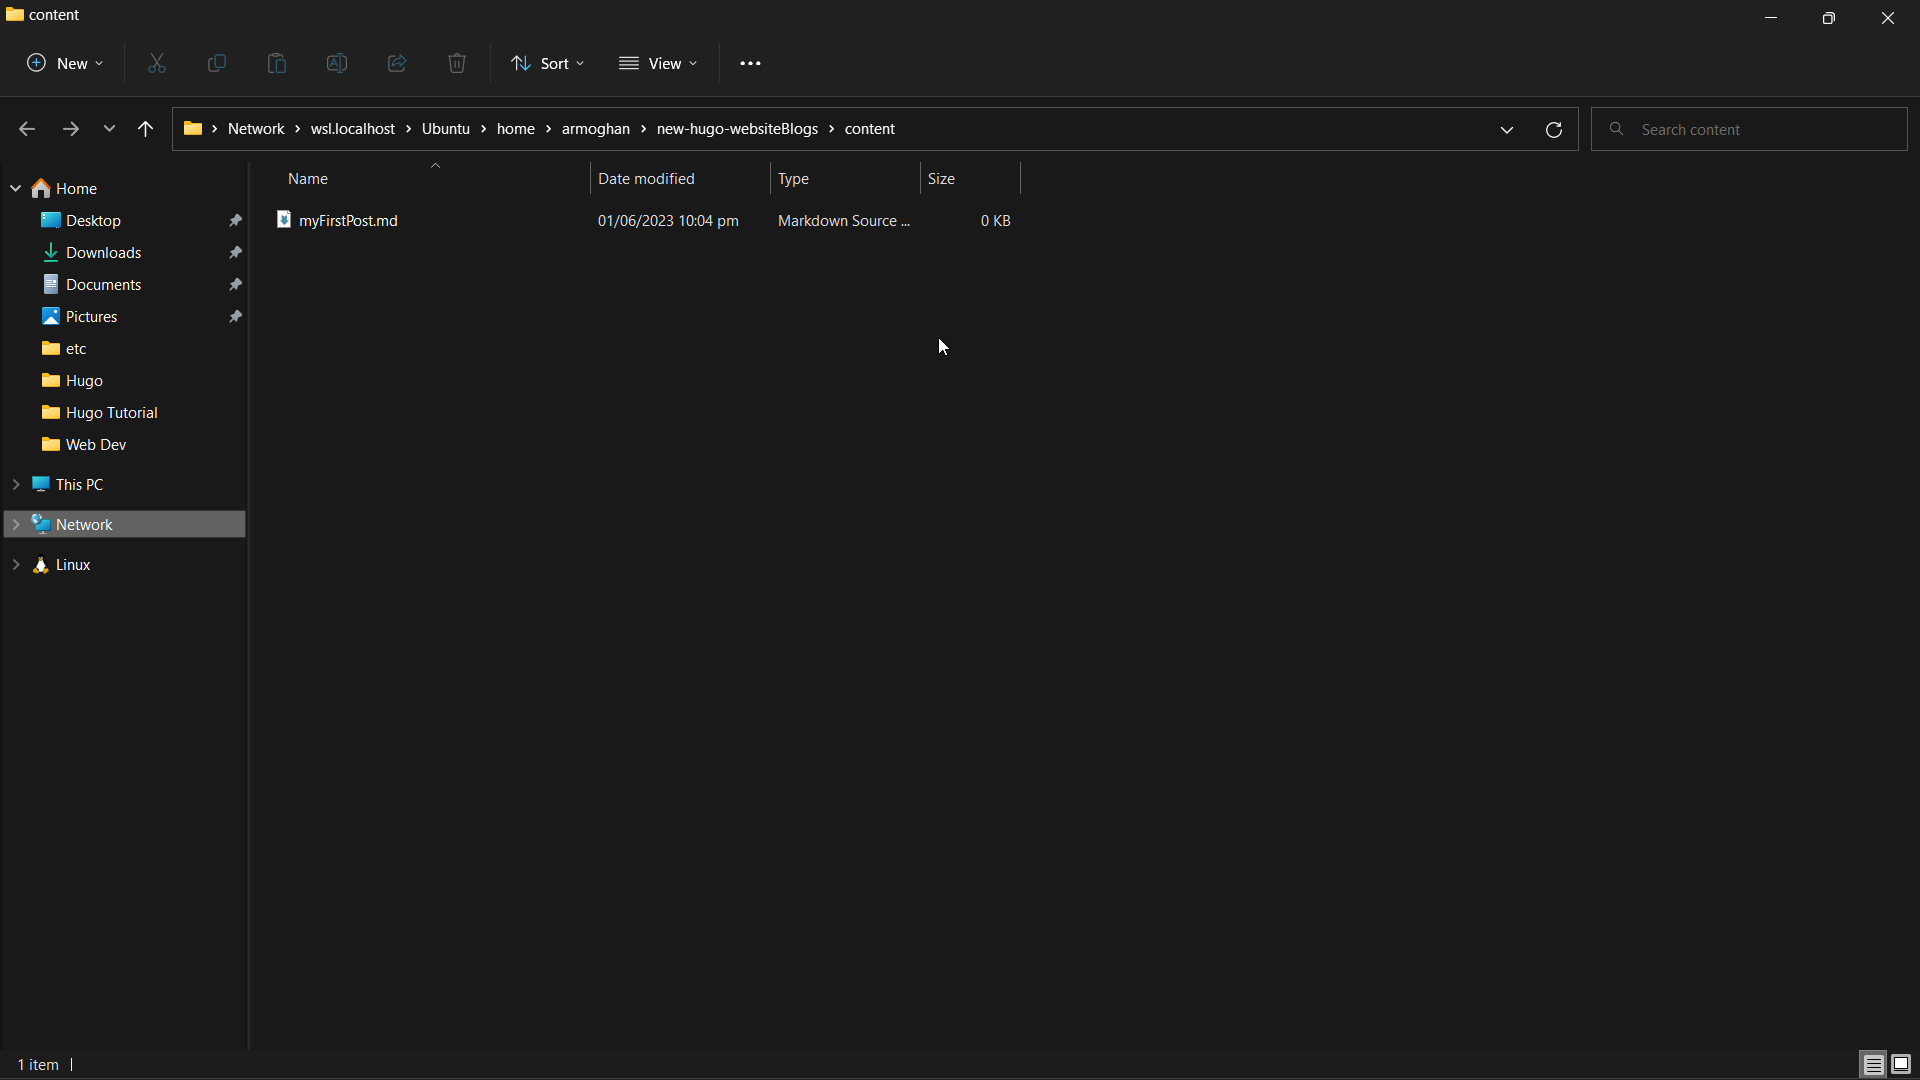 content
New
Sort
View
Network > wsl.localhost > Ubuntu > home > armoghan > new-hugo-websiteBlogs > content
Search content
Name Date modified Type Size
myFirstPost.md 01/06/2023 10:04 pm Markdown Source ... 0 KB
Home
Desktop
Downloads
Documents
Pictures
etc
Hugo
Hugo Tutorial
Web Dev
This PC
Network
Linux
1 item